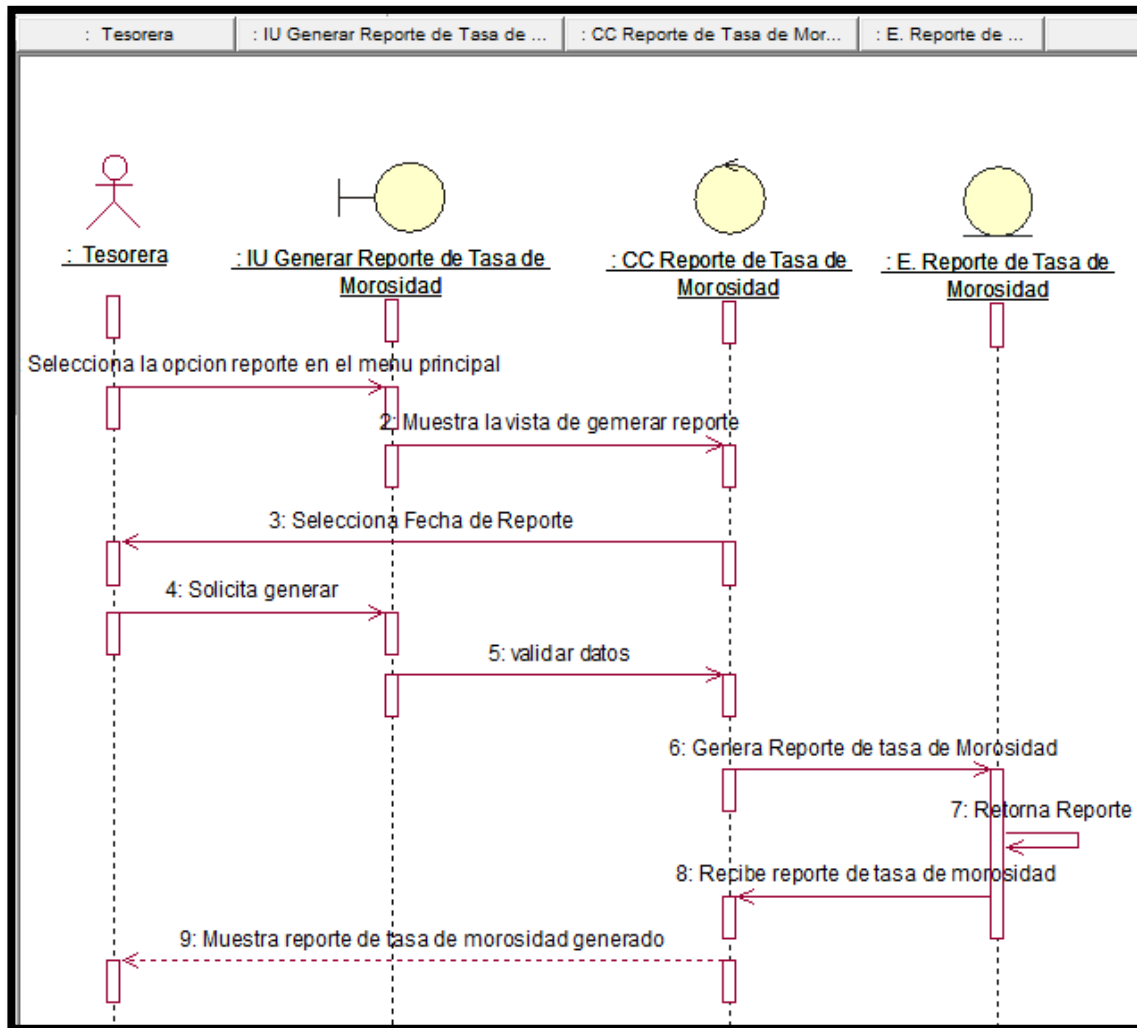 : Tesorera
: IU Generar Reporte de Tasa de ...
: CC Reporte de Tasa de Mor...
: E. Reporte de ...
: Tesorera
: IU Generar Reporte de Tasa de
Morosidad
: CC Reporte de Tasa de
Morosidad
: E. Reporte de Tasa de
Morosidad
Selecciona la opcion reporte en el menu principal
2: Muestra la vista de gemerar reporte
3: Selecciona Fecha de Reporte
4: Solicita generar
5: validar datos
6: Genera Reporte de tasa de Morosidad
7: Retorna Reporte
8: Recibe reporte de tasa de morosidad
9: Muestra reporte de tasa de morosidad generado